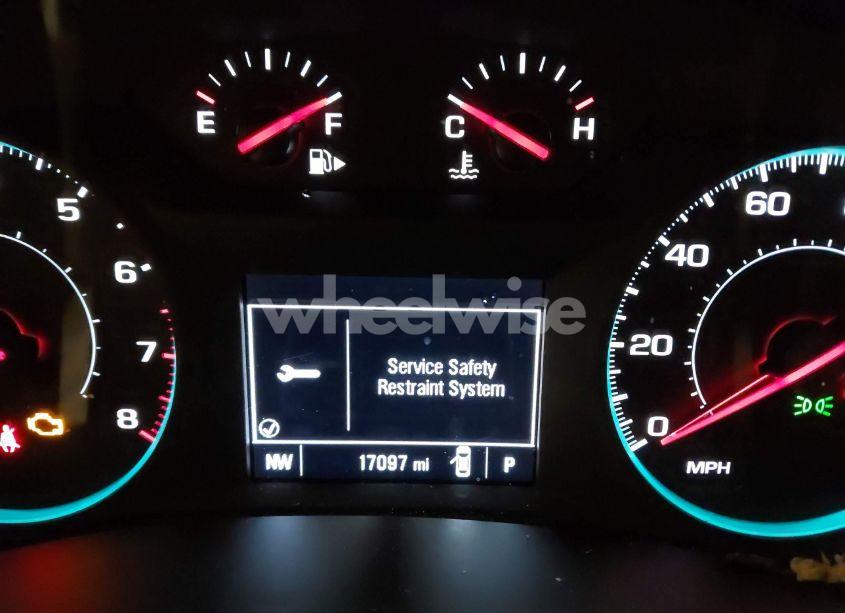 E F
C H
5
6
7
8
60
40
20
0
MPH
wheelwise
Service Safety
Restraint System
NW 17097 mi P